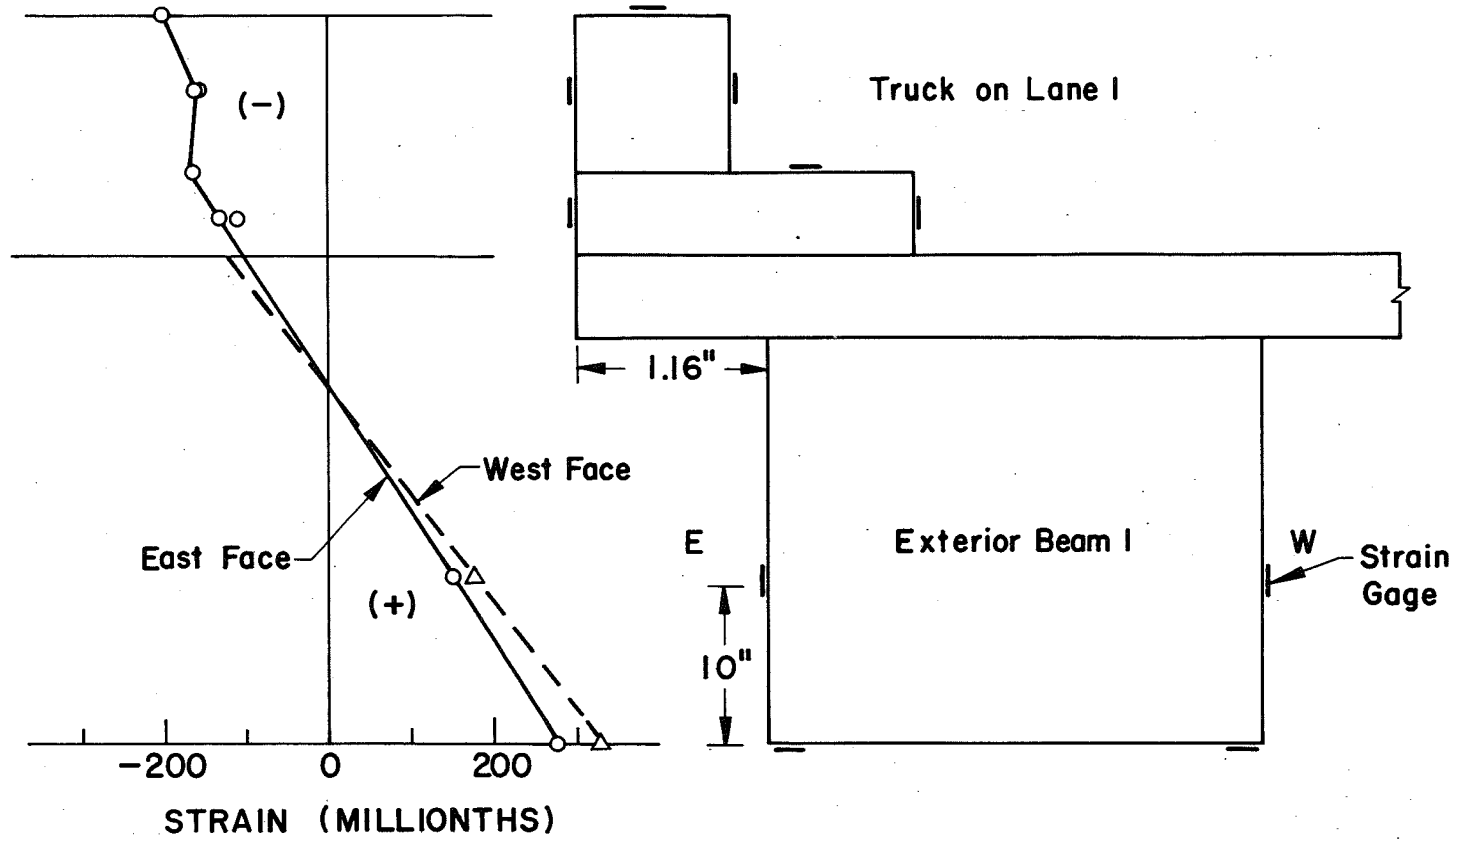 (-)
Truck on Lane 1
1.16"
West Face
East Face
E
Exterior Beam 1
W
Strain
Gage
(+)
10"
-200 0 200
STRAIN (MILLIONTHS)